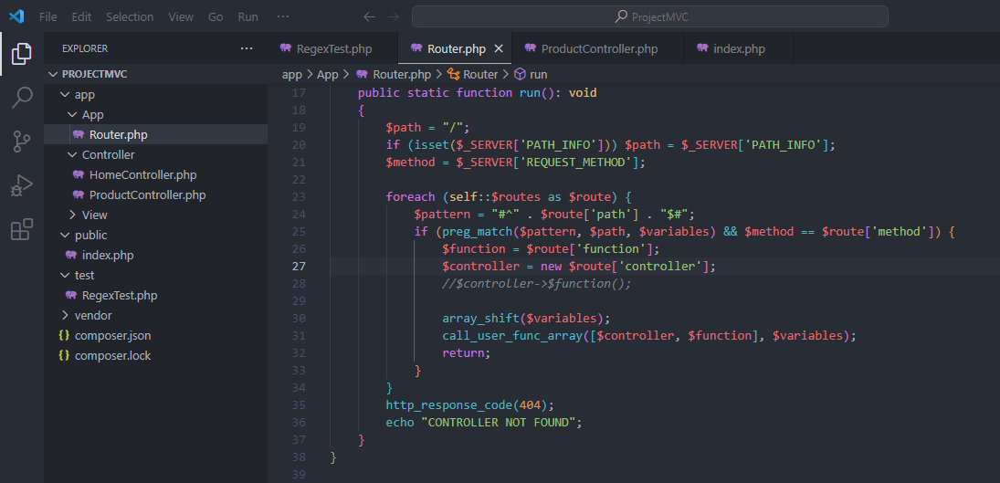 File Edit Selection View Go Run ··· ← → ProjectMVC
EXPLORER ···
RegexTest.php Router.php × ProductController.php index.php
PROJECTMVC
app > App > Router.php > Router > run
app
App
Router.php
Controller
HomeController.php
ProductController.php
View
public
index.php
test
RegexTest.php
vendor
{} composer.json
{} composer.lock
17 public static function run(): void
18 {
19 $path = "/";
20 if (isset($_SERVER['PATH_INFO'])) $path = $_SERVER['PATH_INFO'];
21 $method = $_SERVER['REQUEST_METHOD'];
22
23 foreach (self::$routes as $route) {
24 $pattern = "#^" . $route['path'] . "$#";
25 if (preg_match($pattern, $path, $variables) && $method == $route['method']) {
26 $function = $route['function'];
27 $controller = new $route['controller'];
28 //$controller->$function();
29
30 array_shift($variables);
31 call_user_func_array([$controller, $function], $variables);
32 return;
33 }
34 }
35 http_response_code(404);
36 echo "CONTROLLER NOT FOUND";
37 }
38 }
39